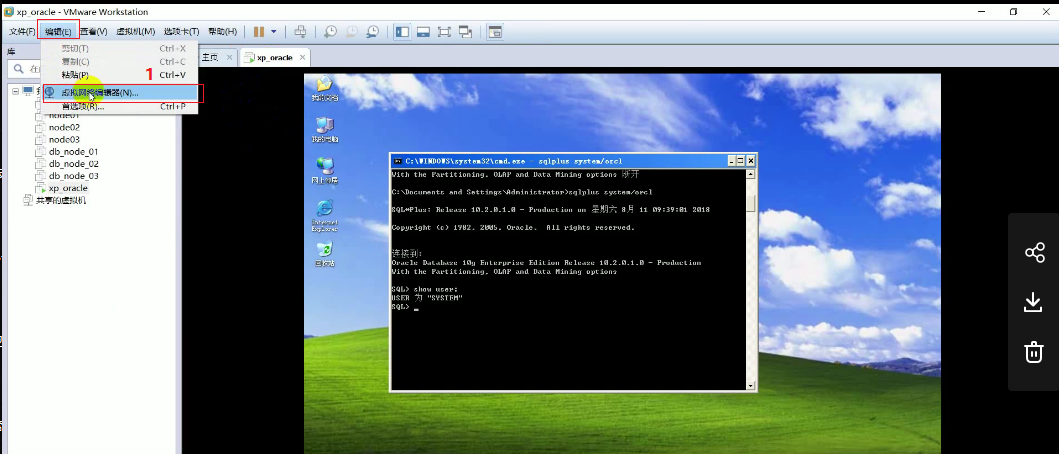 xp_oracle - VMware Workstation
文件(F) 编辑(E) 查看(V) 虚拟机(M) 选项卡(T) 帮助(H)
库
剪切(T) Ctrl+X
复制(C) Ctrl+C
粘贴(P) Ctrl+V
1
虚拟网络编辑器(N)...
首选项(R)... Ctrl+P
主页
xp_oracle
node01
node02
node03
db_node_01
db_node_02
db_node_03
xp_oracle
共享的虚拟机
我的文档
我的电脑
网上邻居
Internet
Explorer
回收站
C:\WINDOWS\system32\cmd.exe - sqlplus system/orcl
With the Partitioning, OLAP and Data Mining options 断开
C:\Documents and Settings\Administrator>sqlplus system/orcl
SQL*Plus: Release 10.2.0.1.0 - Production on 星期六 8月 11 09:39:01 2018
Copyright (c) 1982, 2005, Oracle.  All rights reserved.
连接到:
Oracle Database 10g Enterprise Edition Release 10.2.0.1.0 - Production
With the Partitioning, OLAP and Data Mining options
SQL> show user;
USER 为 "SYSTEM"
SQL> _